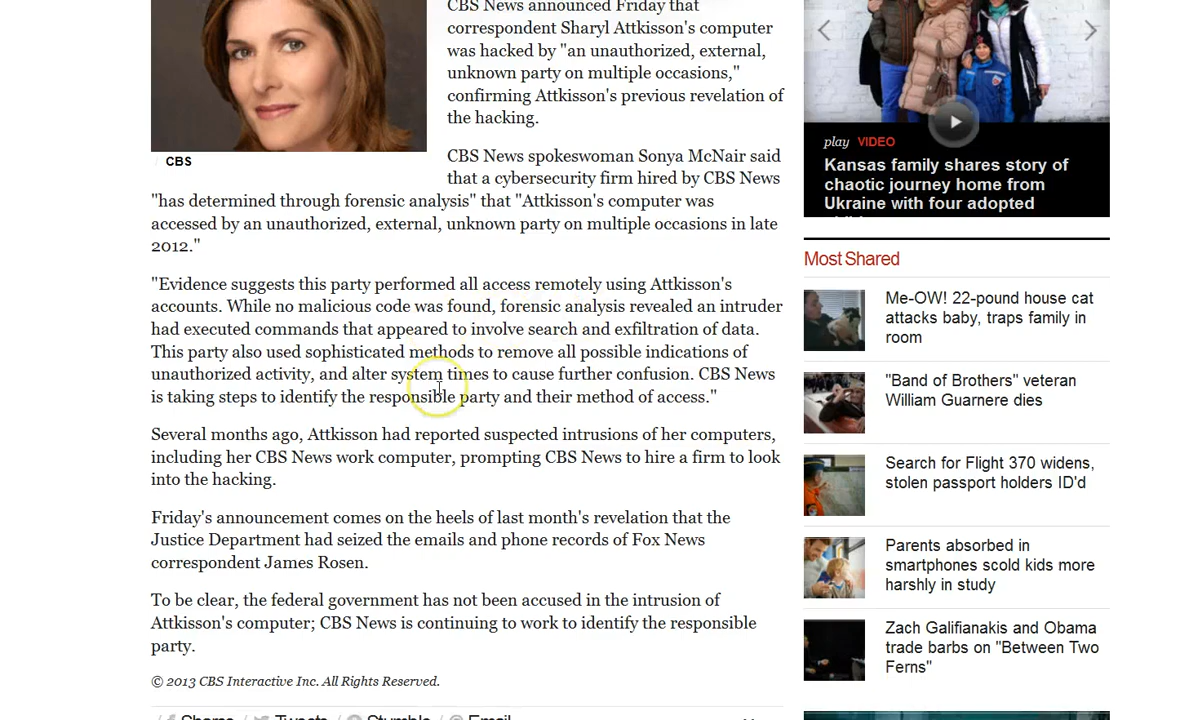 CBS News announced Friday that
correspondent Sharyl Attkisson's computer
was hacked by "an unauthorized, external,
unknown party on multiple occasions,"
confirming Attkisson's previous revelation of
the hacking.
CBS
CBS News spokeswoman Sonya McNair said
that a cybersecurity firm hired by CBS News
"has determined through forensic analysis" that "Attkisson's computer was
accessed by an unauthorized, external, unknown party on multiple occasions in late
2012."
"Evidence suggests this party performed all access remotely using Attkisson's
accounts. While no malicious code was found, forensic analysis revealed an intruder
had executed commands that appeared to involve search and exfiltration of data.
This party also used sophisticated methods to remove all possible indications of
unauthorized activity, and alter system times to cause further confusion. CBS News
is taking steps to identify the responsible party and their method of access."
Several months ago, Attkisson had reported suspected intrusions of her computers,
including her CBS News work computer, prompting CBS News to hire a firm to look
into the hacking.
Friday's announcement comes on the heels of last month's revelation that the
Justice Department had seized the emails and phone records of Fox News
correspondent James Rosen.
To be clear, the federal government has not been accused in the intrusion of
Attkisson's computer; CBS News is continuing to work to identify the responsible
party.
© 2013 CBS Interactive Inc. All Rights Reserved.
Shares / Tweets / Stumble / Email
play VIDEO
Kansas family shares story of
chaotic journey home from
Ukraine with four adopted
Most Shared
Me-OW! 22-pound house cat
attacks baby, traps family in
room
"Band of Brothers" veteran
William Guarnere dies
Search for Flight 370 widens,
stolen passport holders ID'd
Parents absorbed in
smartphones scold kids more
harshly in study
Zach Galifianakis and Obama
trade barbs on "Between Two
Ferns"